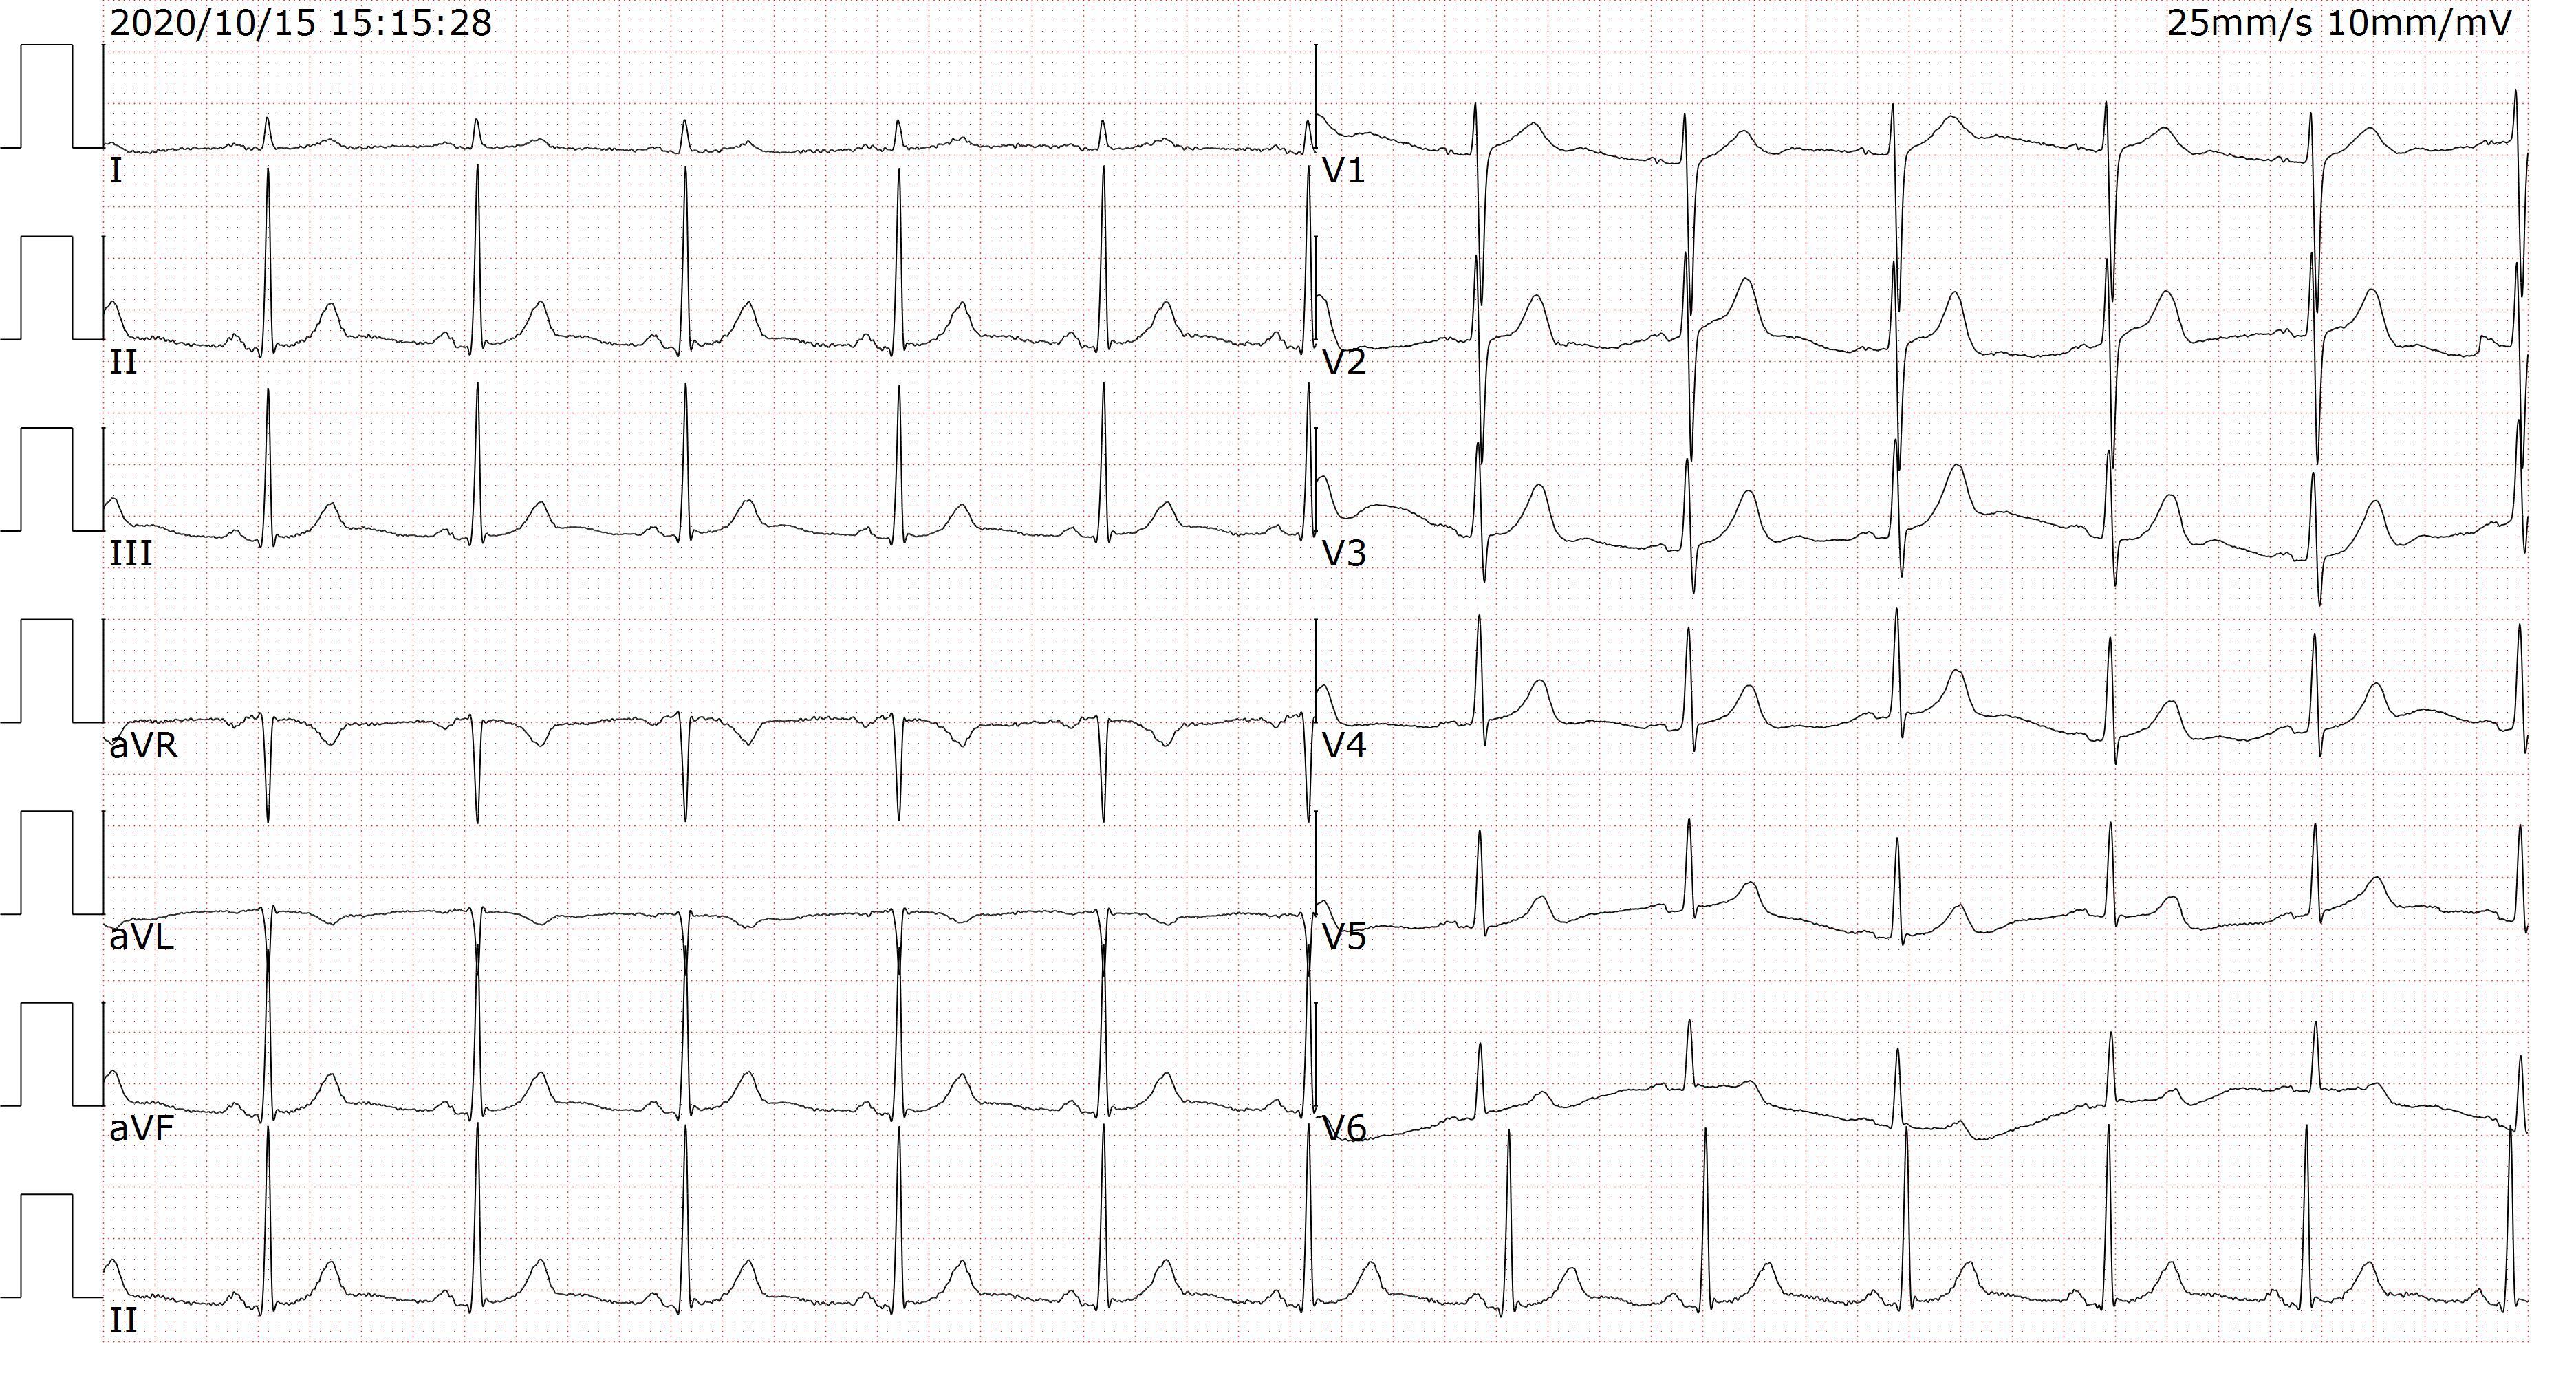 2020/10/15 15:15:28
25mm/s 10mm/mV
I
V1
II
V2
III
V3
aVR
V4
aVL
V5
aVF
V6
II